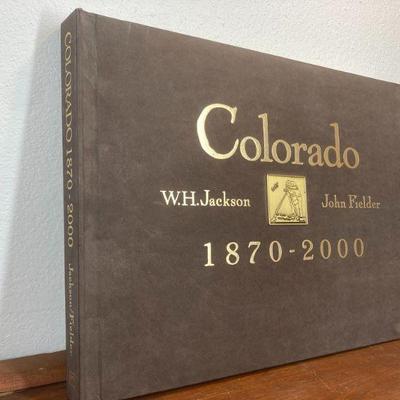 COLORADO 1870 - 2000 Jackson/Fielder
Colorado
W.H.Jackson John Fielder
1870-2000